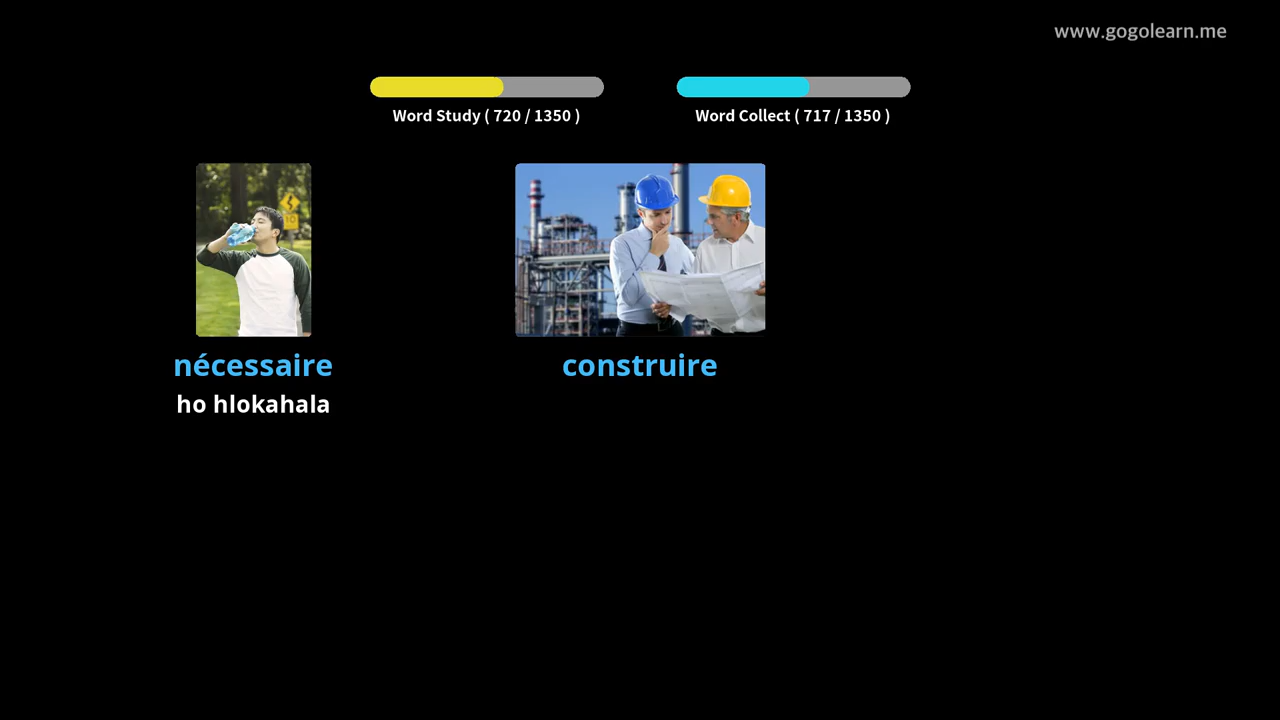 www.gogolearn.me
Word Study ( 720 / 1350 )
Word Collect ( 717 / 1350 )
nécessaire
ho hlokahala
construire